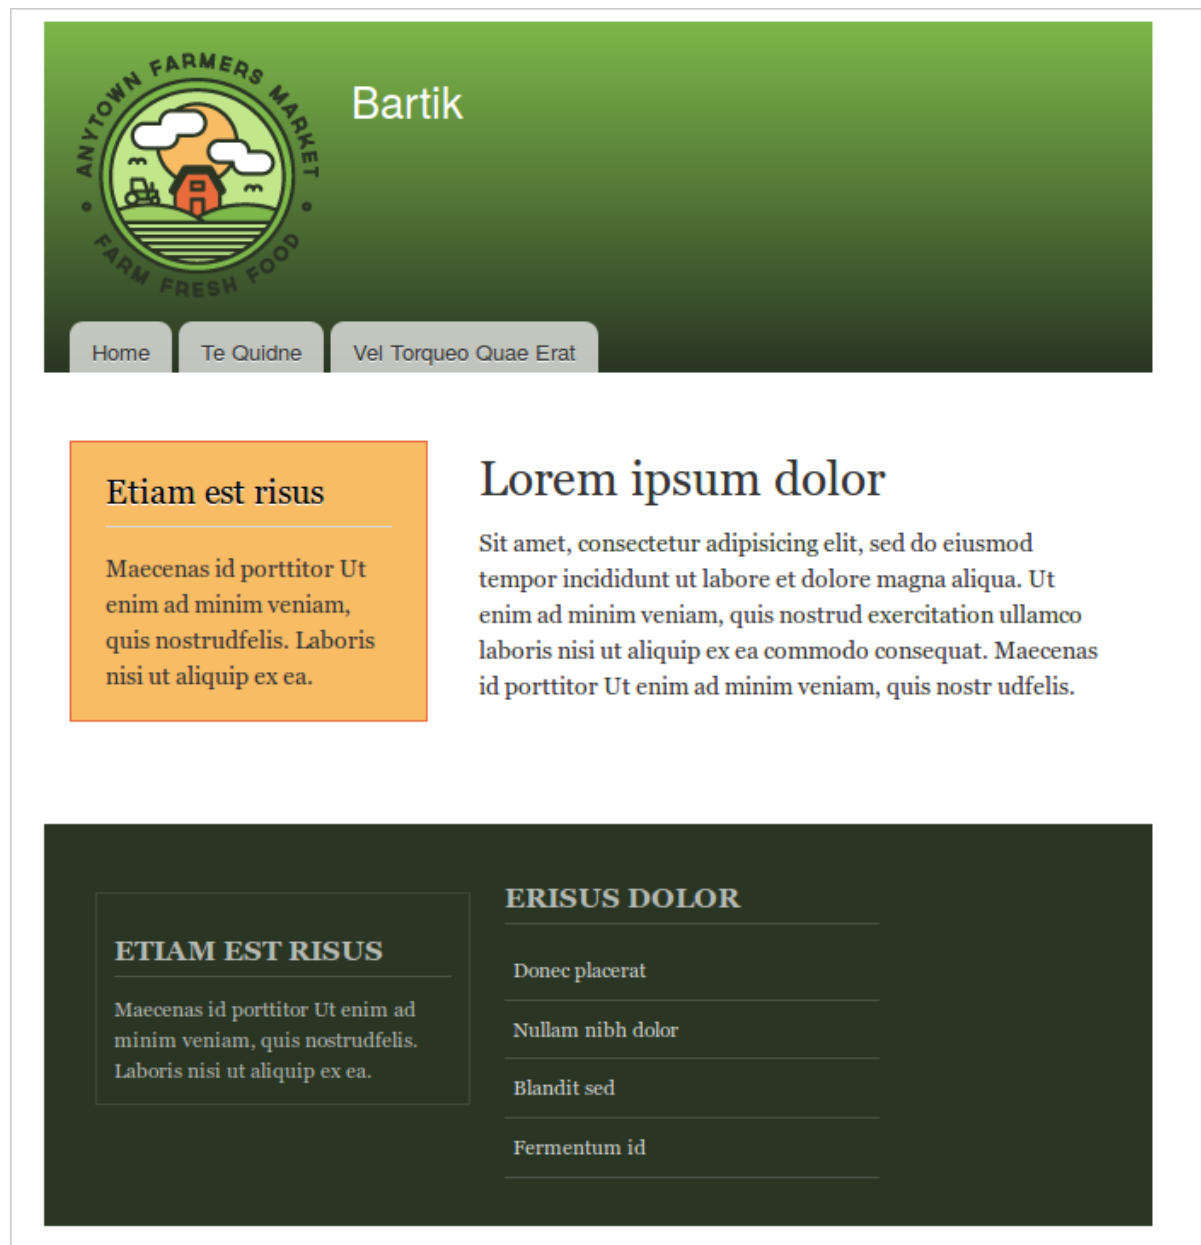 ANYTOWN FARMERS MARKET
FARM FRESH FOOD
Bartik
Home
Te Quidne
Vel Torqueo Quae Erat
Etiam est risus
Maecenas id porttitor Ut
enim ad minim veniam,
quis nostrudfelis. Laboris
nisi ut aliquip ex ea.
Lorem ipsum dolor
Sit amet, consectetur adipisicing elit, sed do eiusmod
tempor incididunt ut labore et dolore magna aliqua. Ut
enim ad minim veniam, quis nostrud exercitation ullamco
laboris nisi ut aliquip ex ea commodo consequat. Maecenas
id porttitor Ut enim ad minim veniam, quis nostr udfelis.
ETIAM EST RISUS
Maecenas id porttitor Ut enim ad
minim veniam, quis nostrudfelis.
Laboris nisi ut aliquip ex ea.
ERISUS DOLOR
Donec placerat
Nullam nibh dolor
Blandit sed
Fermentum id